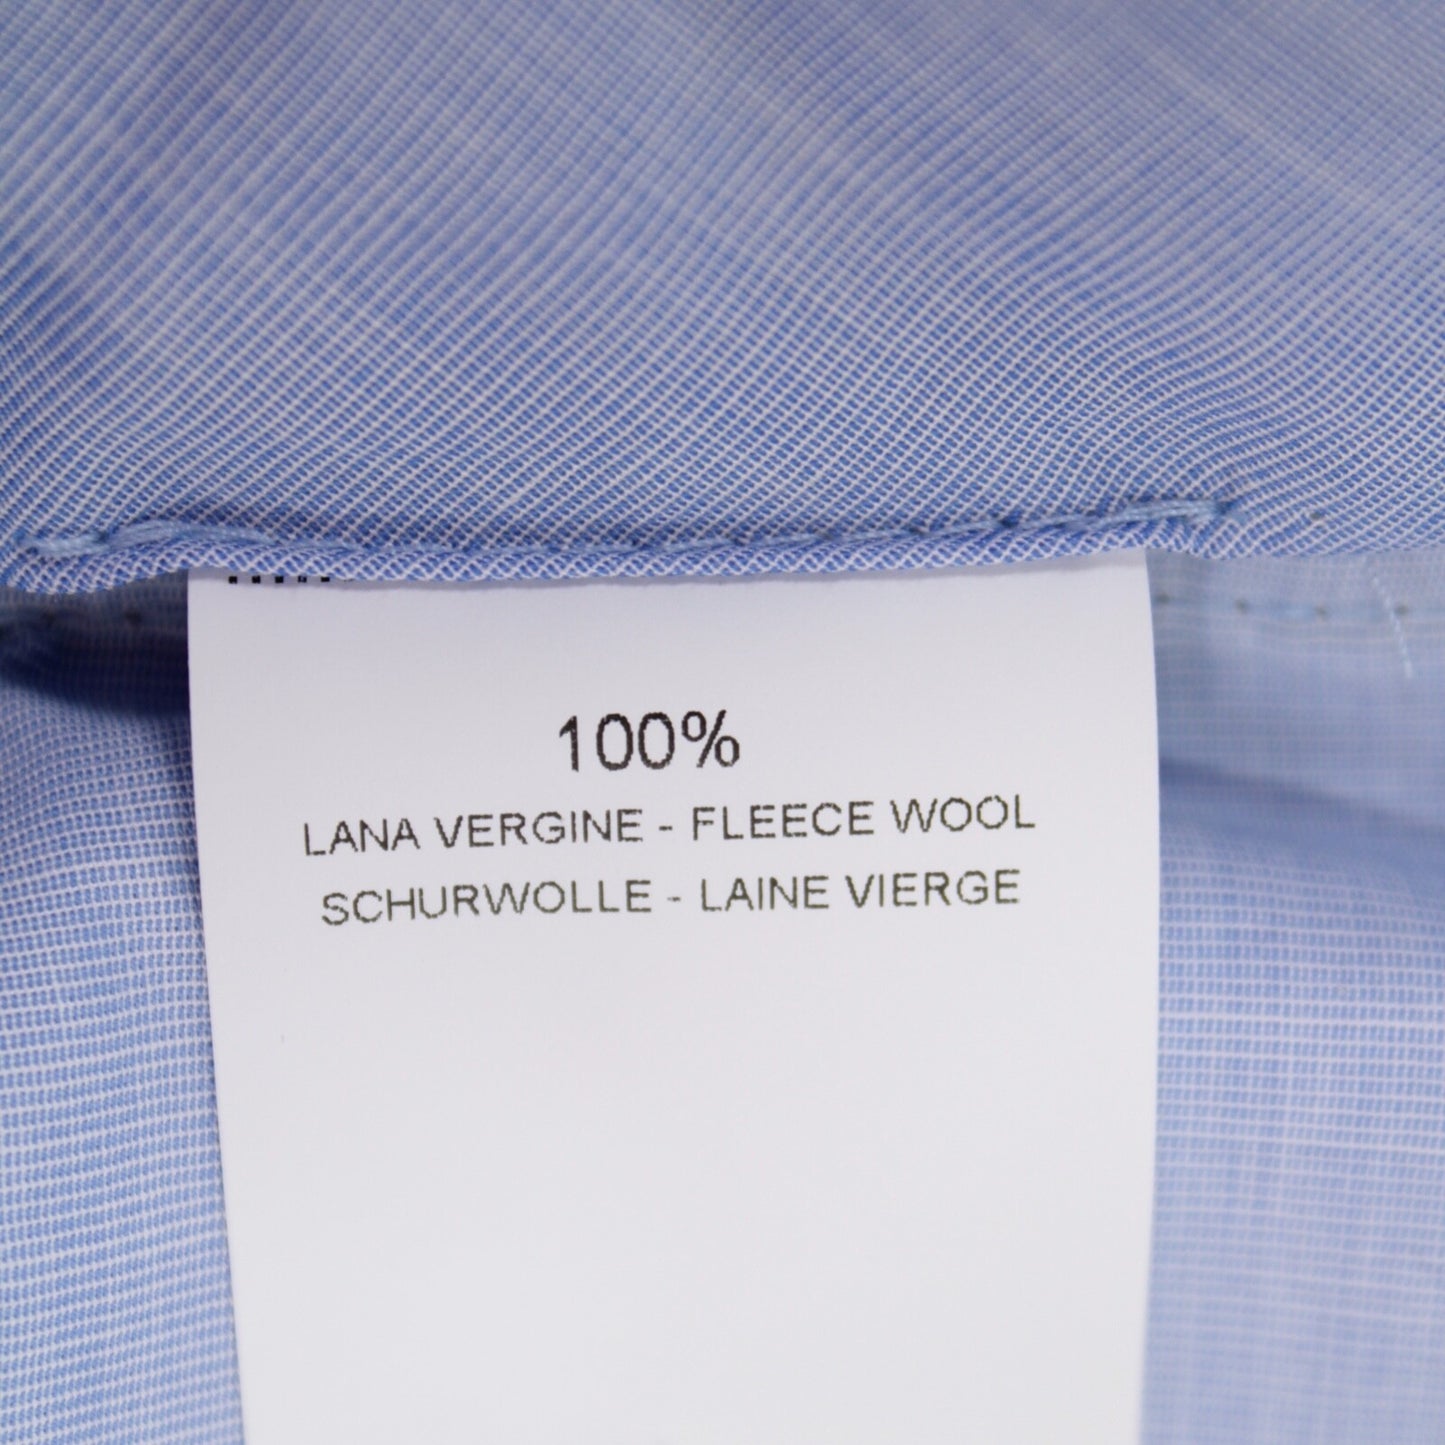 100%
LANA VERGINE - FLEECE WOOL
SCHURWOLLE - LAINE VIERGE